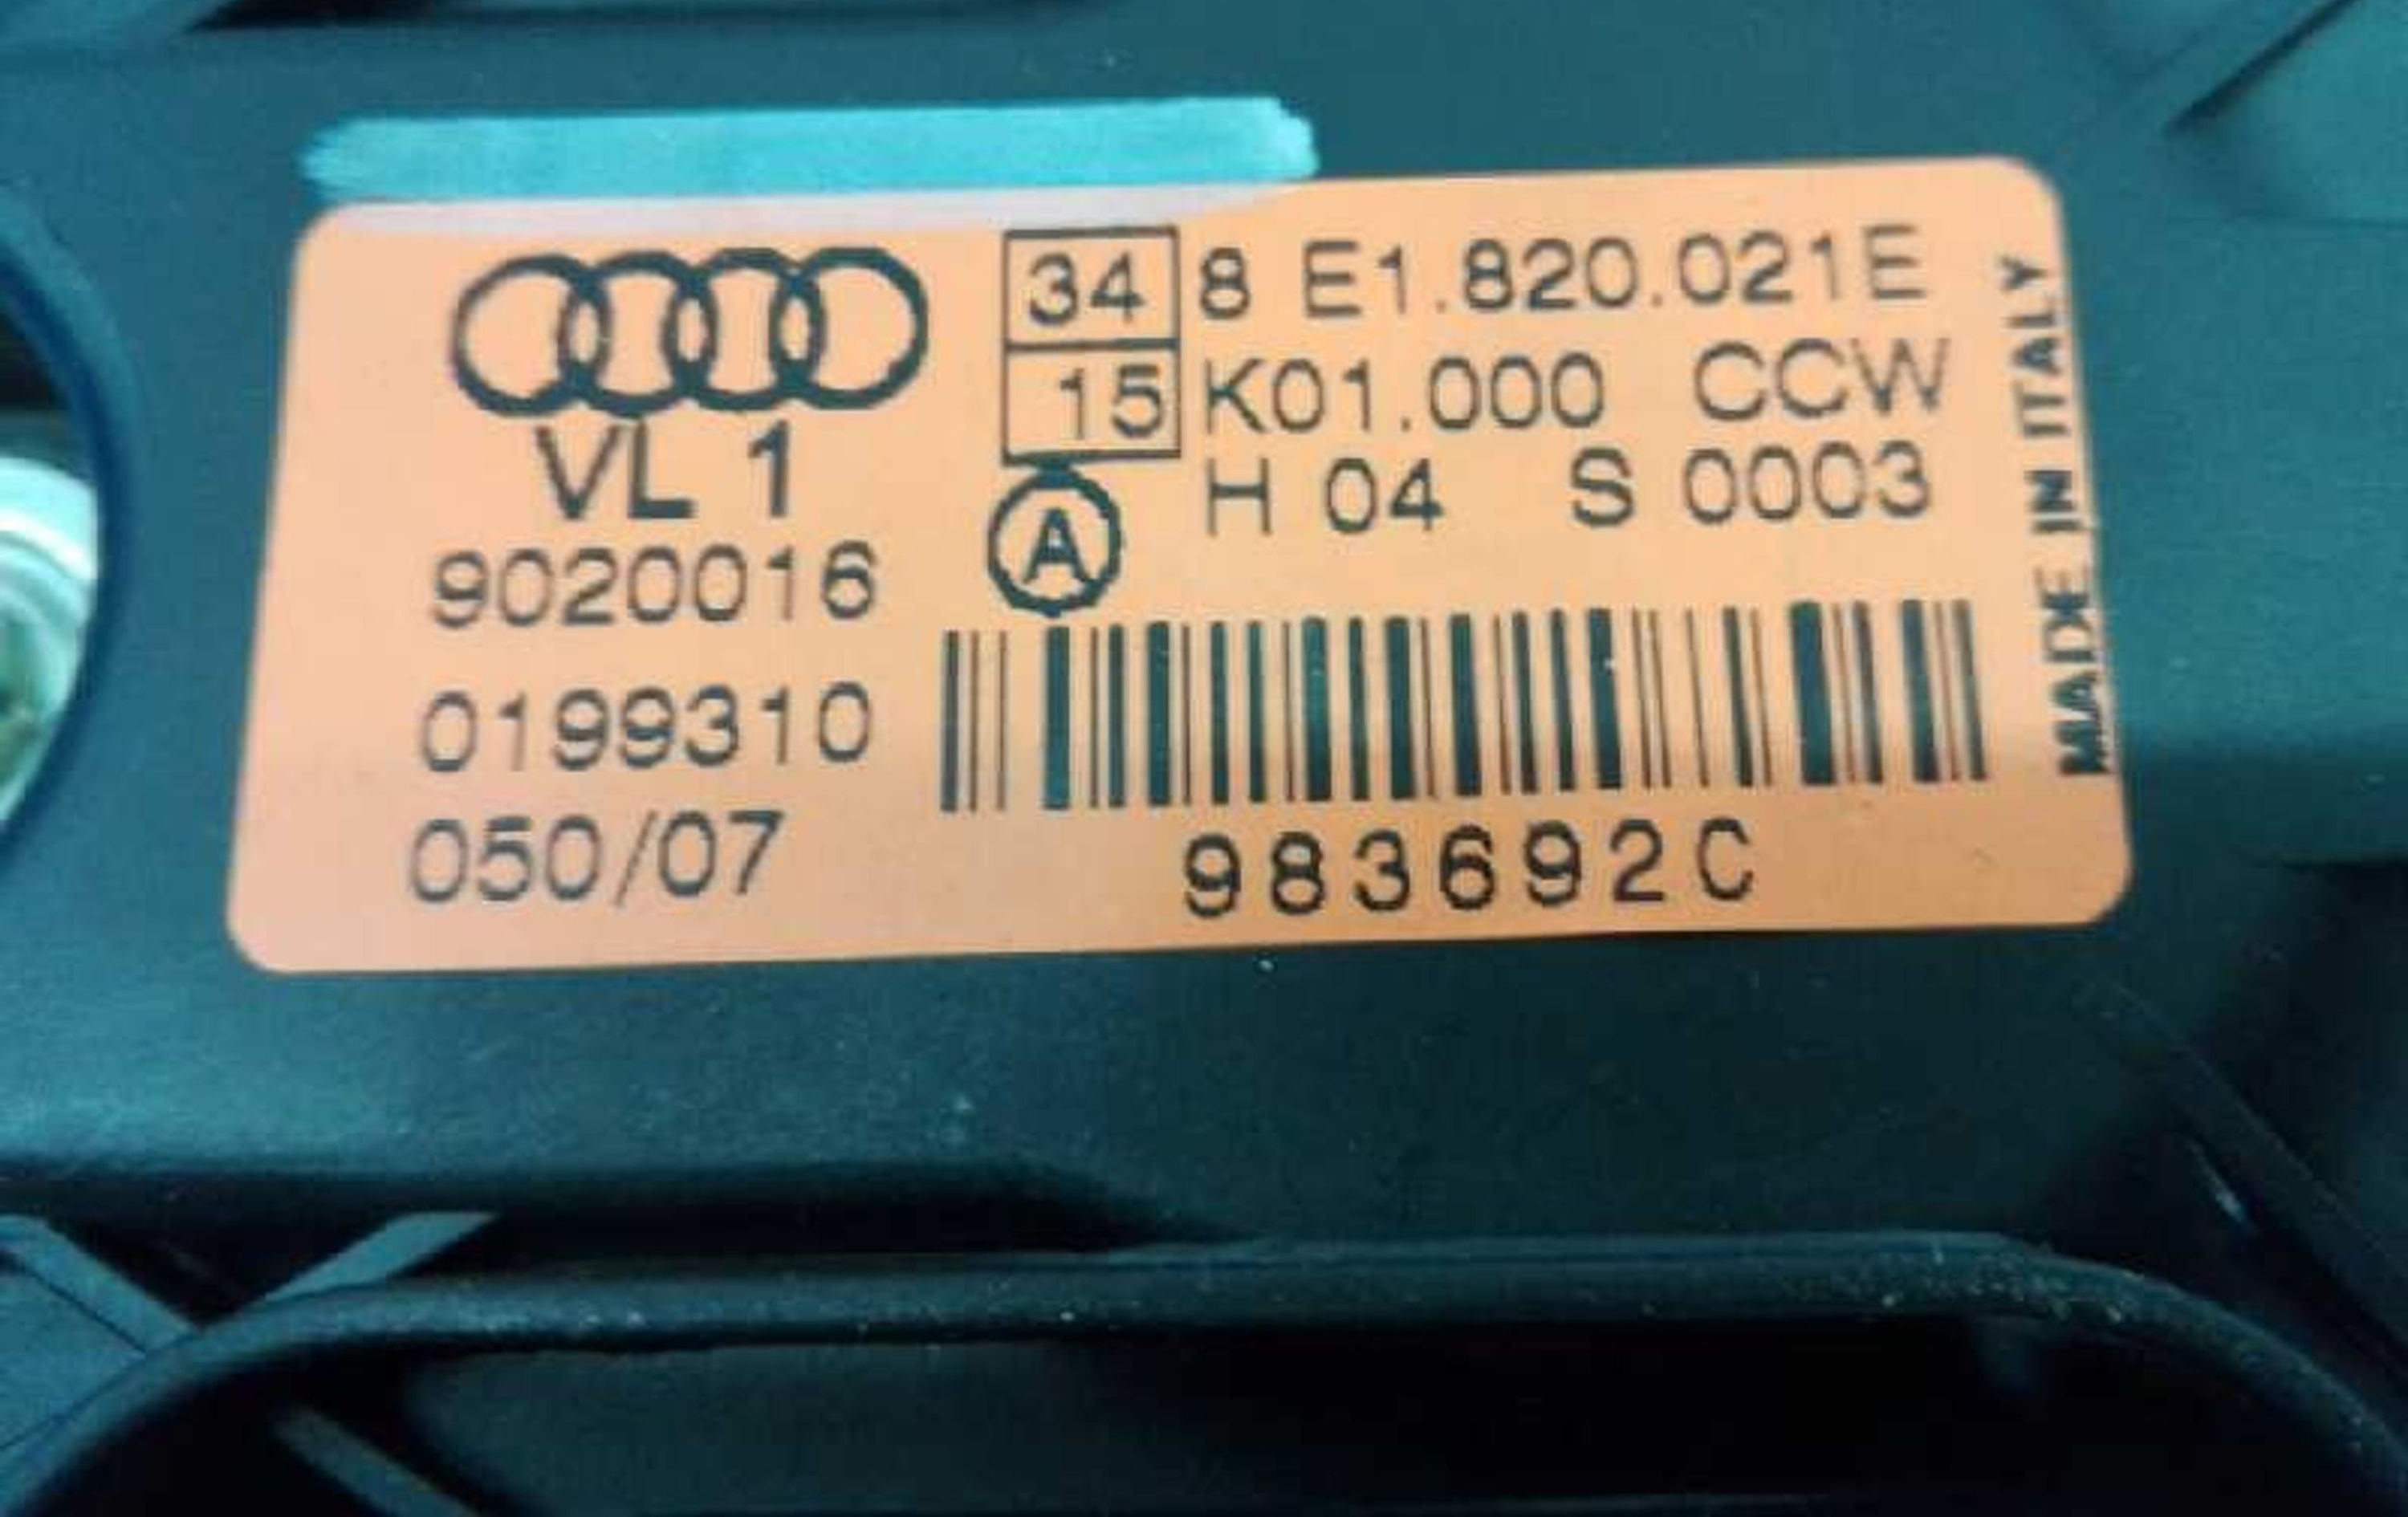 34 8 E1.820.021E
15 K01.000 CCW
VL 1
A H 04 S 0003
9020016
0199310
050/07
983692C
MADE IN ITALY